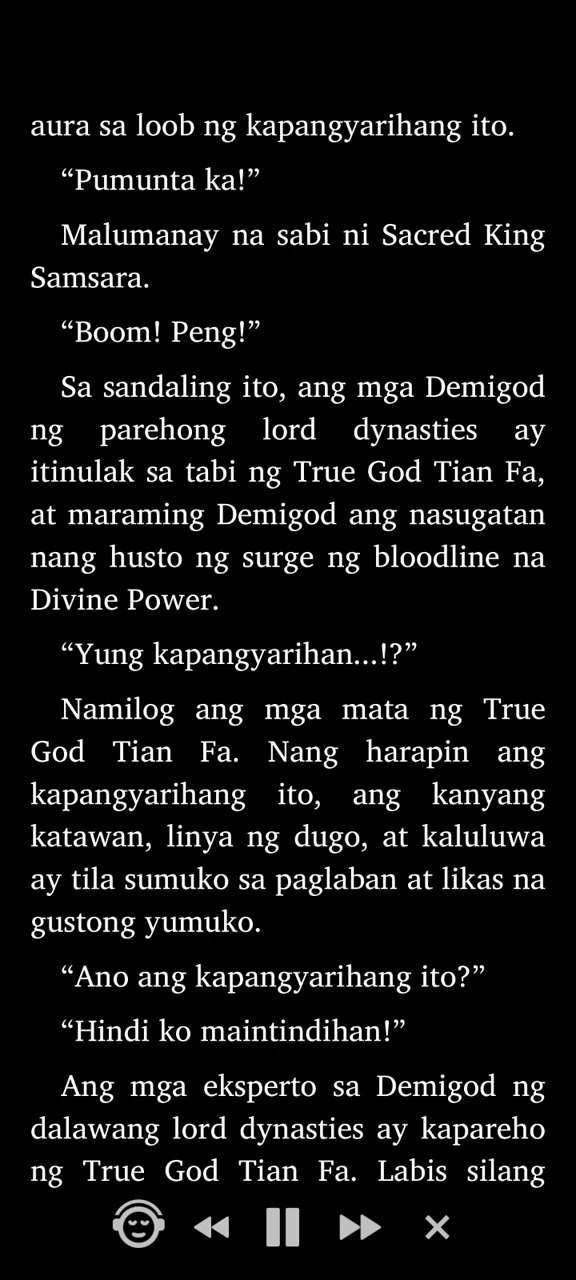 aura sa loob ng kapangyarihang ito.
“Pumunta ka!”
Malumanay na sabi ni Sacred King
Samsara.
“Boom! Peng!”
Sa sandaling ito, ang mga Demigod
ng parehong lord dynasties ay
itinulak sa tabi ng True God Tian Fa,
at maraming Demigod ang nasugatan
nang husto ng surge ng bloodline na
Divine Power.
“Yung kapangyarihan...!?”
Namilog ang mga mata ng True
God Tian Fa. Nang harapin ang
kapangyarihang ito, ang kanyang
katawan, linya ng dugo, at kaluluwa
ay tila sumuko sa paglaban at likas na
gustong yumuko.
“Ano ang kapangyarihang ito?”
“Hindi ko maintindihan!”
Ang mga eksperto sa Demigod ng
dalawang lord dynasties ay kapareho
ng True God Tian Fa. Labis silang